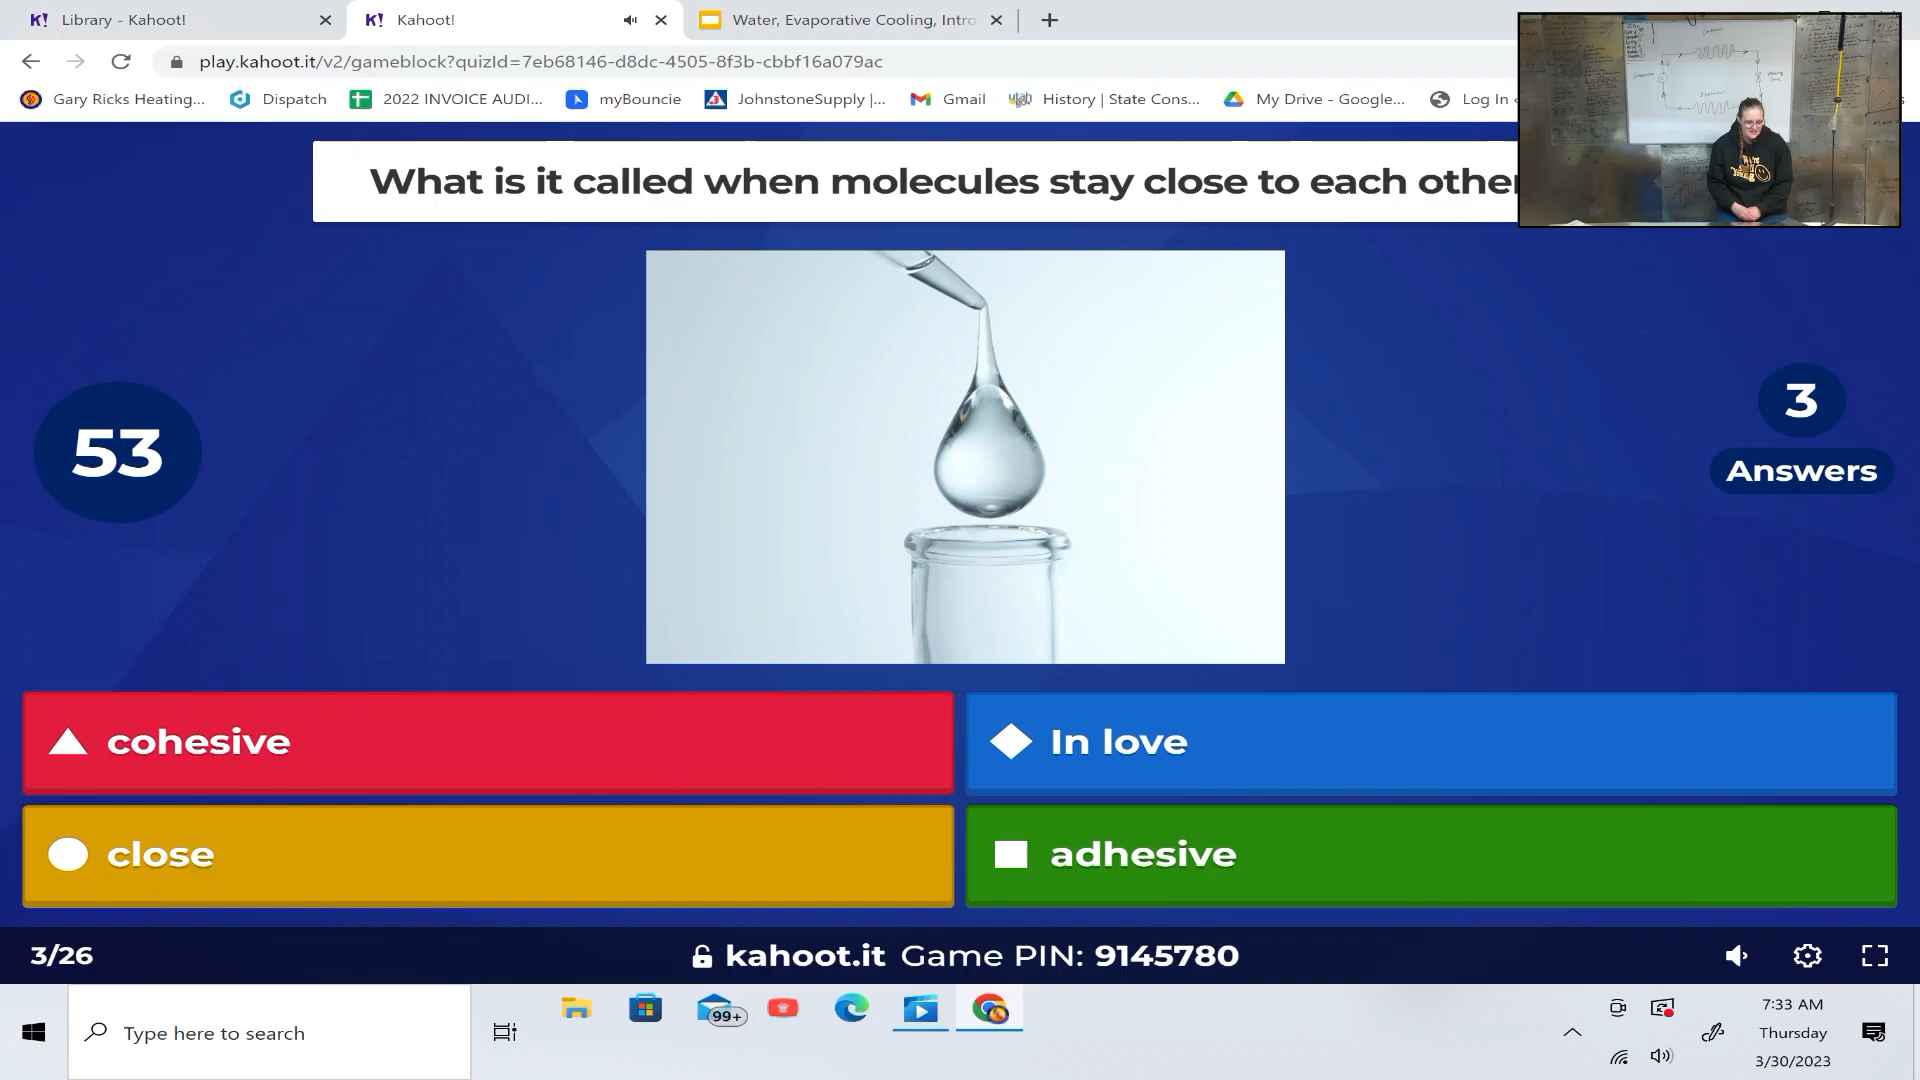 Library - Kahoot!
Kahoot!
Water, Evaporative Cooling, Intro
play.kahoot.it/v2/gameblock?quizId=7eb68146-d8dc-4505-8f3b-cbbf16a079ac
Gary Ricks Heating...
Dispatch
2022 INVOICE AUDI...
myBouncie
JohnstoneSupply |...
Gmail
History | State Cons...
My Drive - Google...
Log In
What is it called when molecules stay close to each other
53
3
Answers
cohesive
In love
close
adhesive
3/26
kahoot.it Game PIN: 9145780
Type here to search
99+
7:33 AM
Thursday
3/30/2023